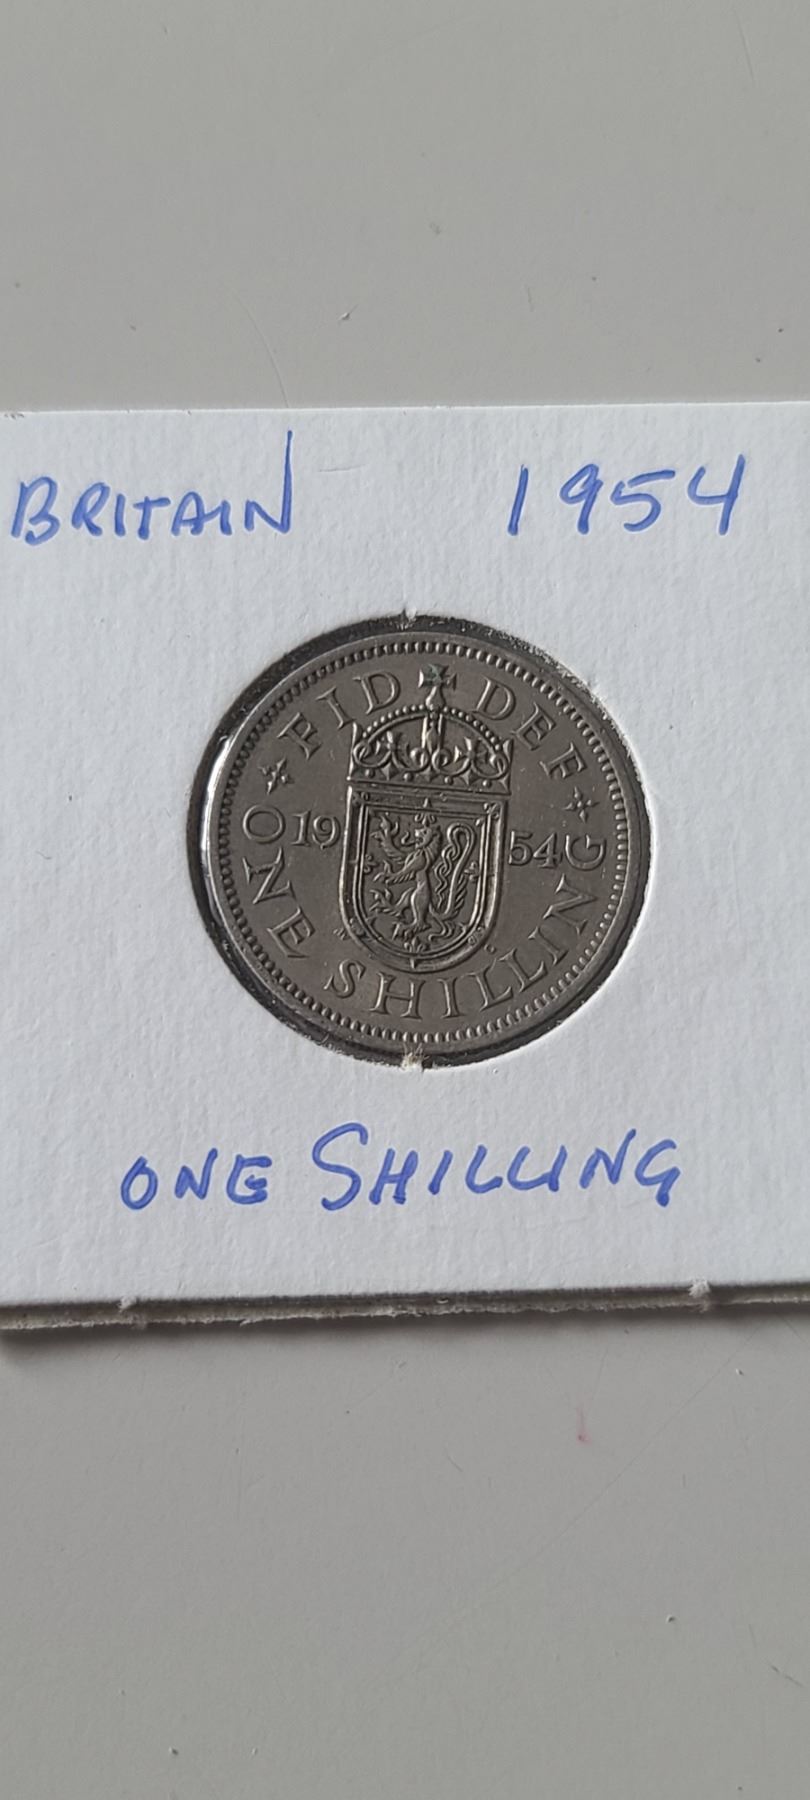 BRITAIN 1954
FID DEF
19 54
ONE SHILLING
ONE SHILLING